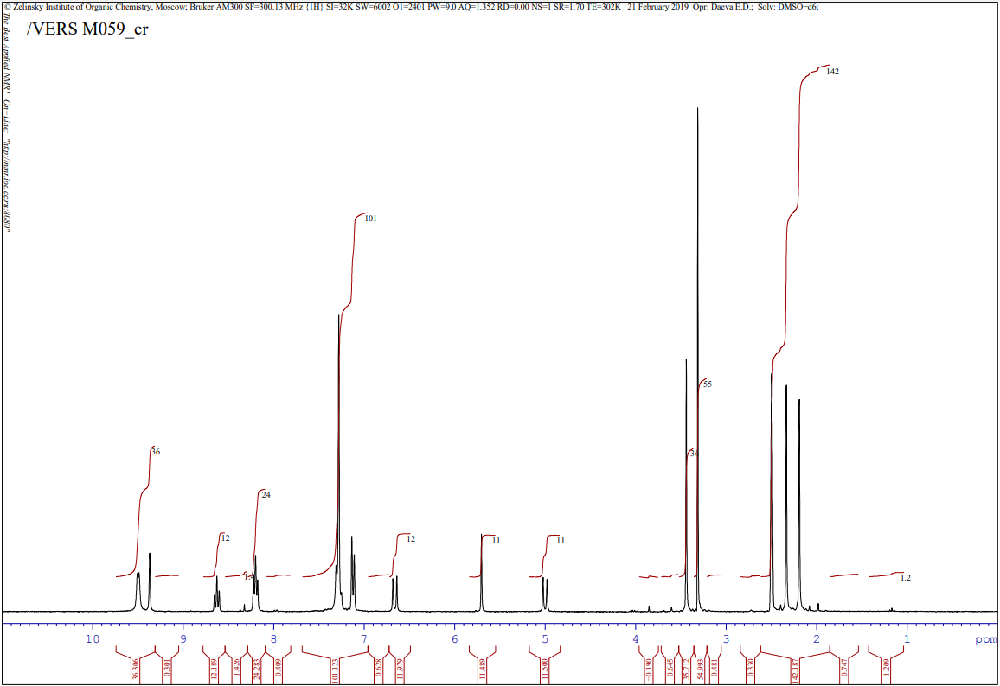 © Zelinsky Institute of Organic Chemistry, Moscow; Bruker AM300 SF=300.13 MHz {1H} SI=32K SW=6002 O1=2401 PW=9.0 AQ=1.352 RD=0.00 NS=1 SR=1.70 TE=302K 21 February 2019 Opr: Daeva E.D.; Solv: DMSO-d6;
The Best Applied NMR! On-Line: "http://nmr.ioc.ac.ru:8080"
/VERS M059_cr
142
101
55
36
36
24
12
12
11
11
1.2
10 9 8 7 6 5 4 3 2 1 ppm
36.306 0.301 12.189 1.426 24.283 0.409 101.123 0.628 11.979 11.489 11.500 -0.190 0.645 35.712 54.993 0.481 0.330 142.187 0.747 1.209